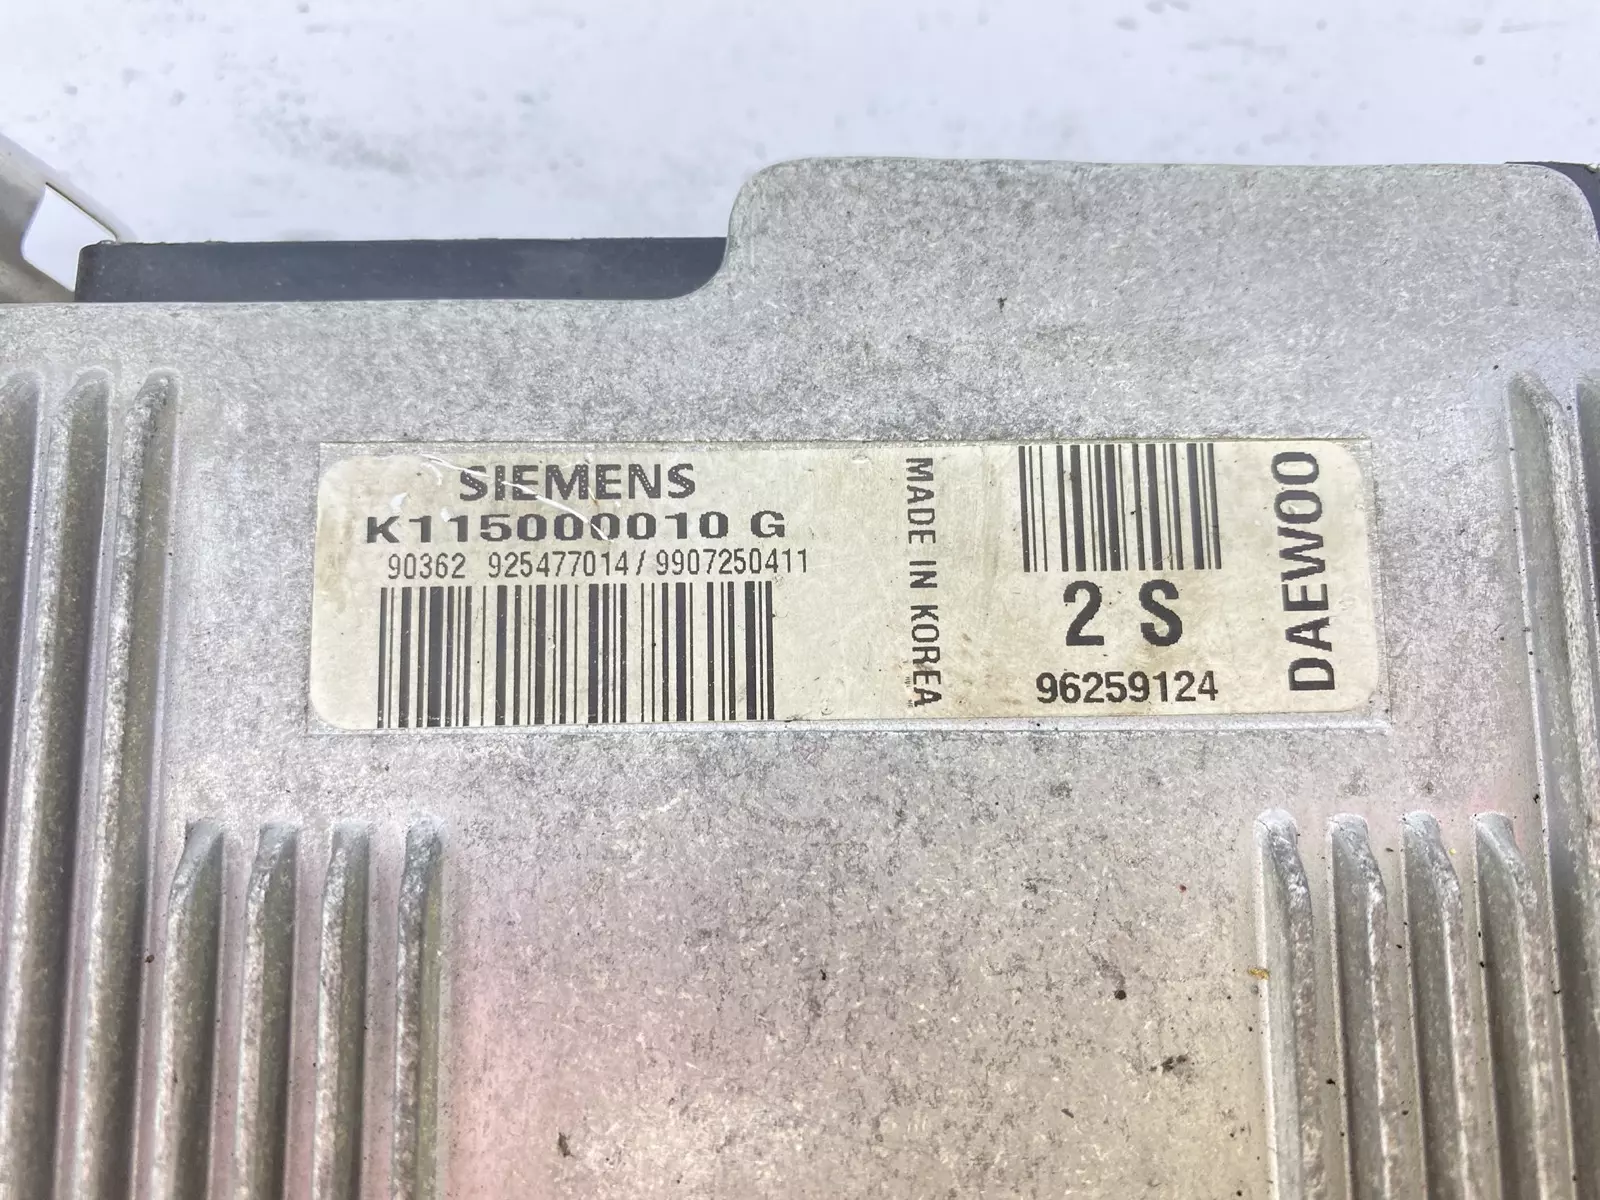 SIEMENS
K115000010 G
90362 925477014/9907250411
MADE IN KOREA
2 S
96259124
DAEWOO